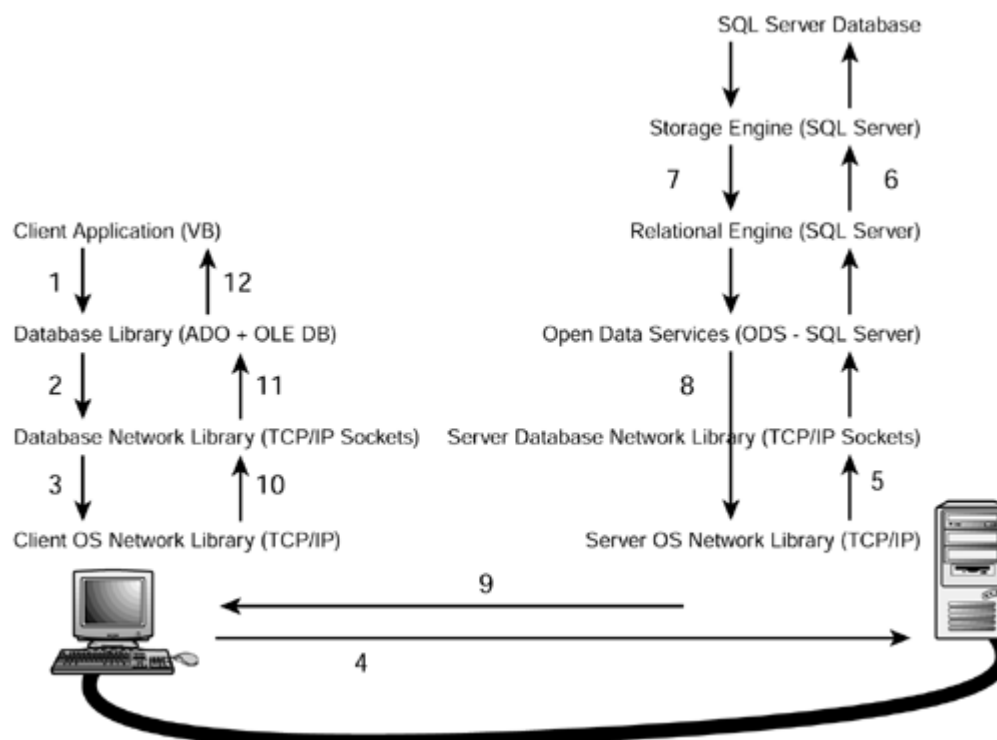 SQL Server Database
Storage Engine (SQL Server)
7
6
Client Application (VB)
Relational Engine (SQL Server)
1
12
Database Library (ADO + OLE DB)
Open Data Services (ODS - SQL Server)
2
11
8
Database Network Library (TCP/IP Sockets)
Server Database Network Library (TCP/IP Sockets)
3
10
5
Client OS Network Library (TCP/IP)
Server OS Network Library (TCP/IP)
9
4